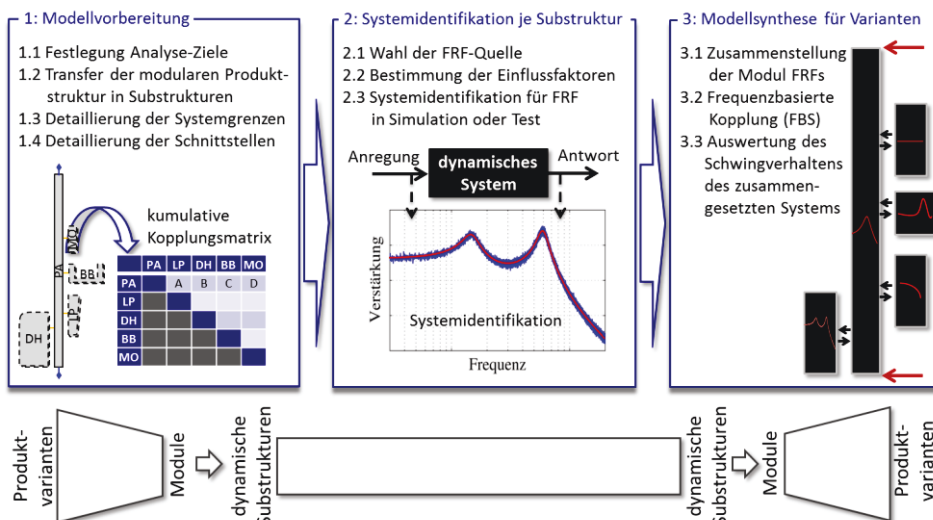 1: Modellvorbereitung
1.1 Festlegung Analyse-Ziele
1.2 Transfer der modularen Produkt-
struktur in Substrukturen
1.3 Detaillierung der Systemgrenzen
1.4 Detaillierung der Schnittstellen
PA
MO
BB
LP
DH
kumulative
Kopplungsmatrix
PA LP DH BB MO
PA A B C D
LP
DH
BB
MO
2: Systemidentifikation je Substruktur
2.1 Wahl der FRF-Quelle
2.2 Bestimmung der Einflussfaktoren
2.3 Systemidentifikation für FRF
in Simulation oder Test
Anregung
dynamisches
System
Antwort
Verstärkung
Systemidentifikation
Frequenz
3: Modellsynthese für Varianten
3.1 Zusammenstellung
der Modul FRFs
3.2 Frequenzbasierte
Kopplung (FBS)
3.3 Auswertung des
Schwingverhaltens
des zusammen-
gesetzten Systems
Produkt-
varianten
Module
dynamische
Substrukturen
dynamische
Substrukturen
Module
Produkt-
varianten